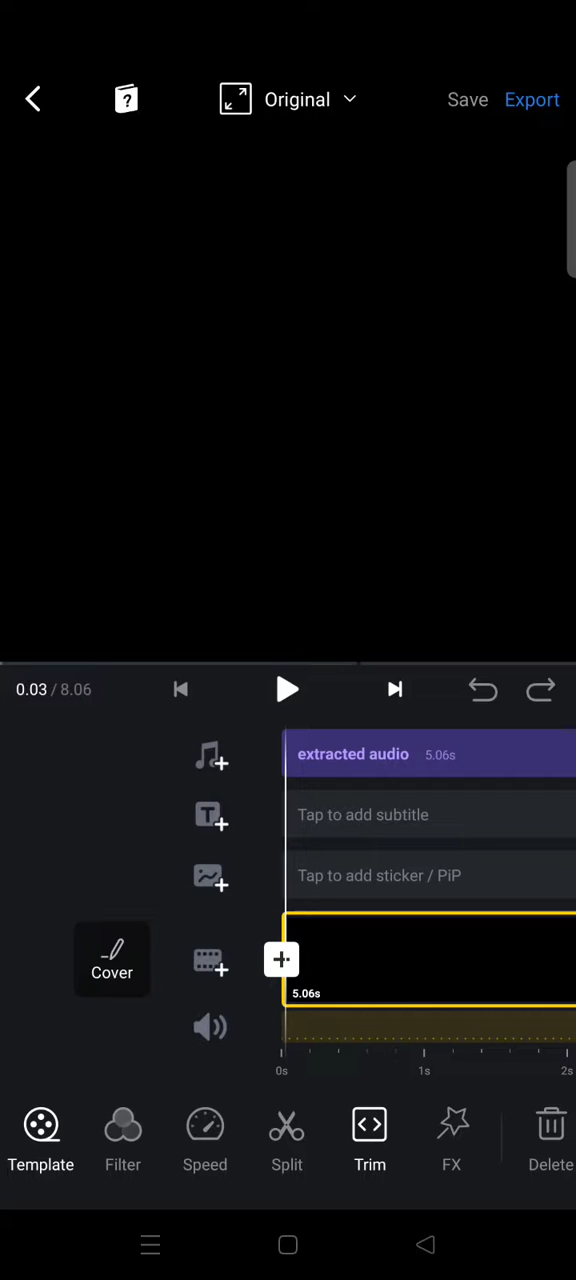 Original
Save
Export
0.03 / 8.06
extracted audio 5.06s
Tap to add subtitle
Tap to add sticker / PiP
Cover
5.06s
0s 1s 2s
Template Filter Speed Split Trim FX Delete